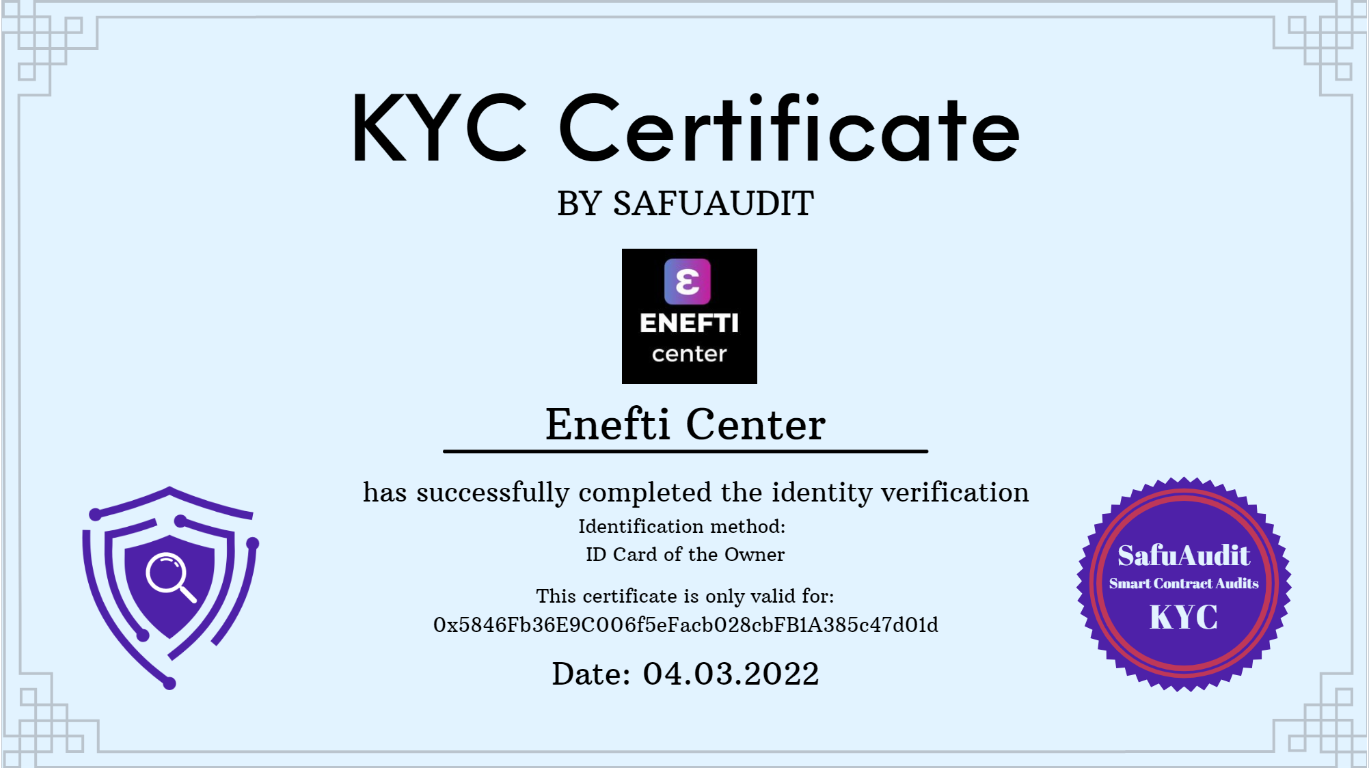 KYC Certificate
BY SAFUAUDIT
ε
ENEFTI
center
Enefti Center
has successfully completed the identity verification
Identification method:
ID Card of the Owner
This certificate is only valid for:
0x5846Fb36E9C006f5eFacb028cbFB1A385c47d01d
Date: 04.03.2022
SafuAudit
Smart Contract Audits
KYC